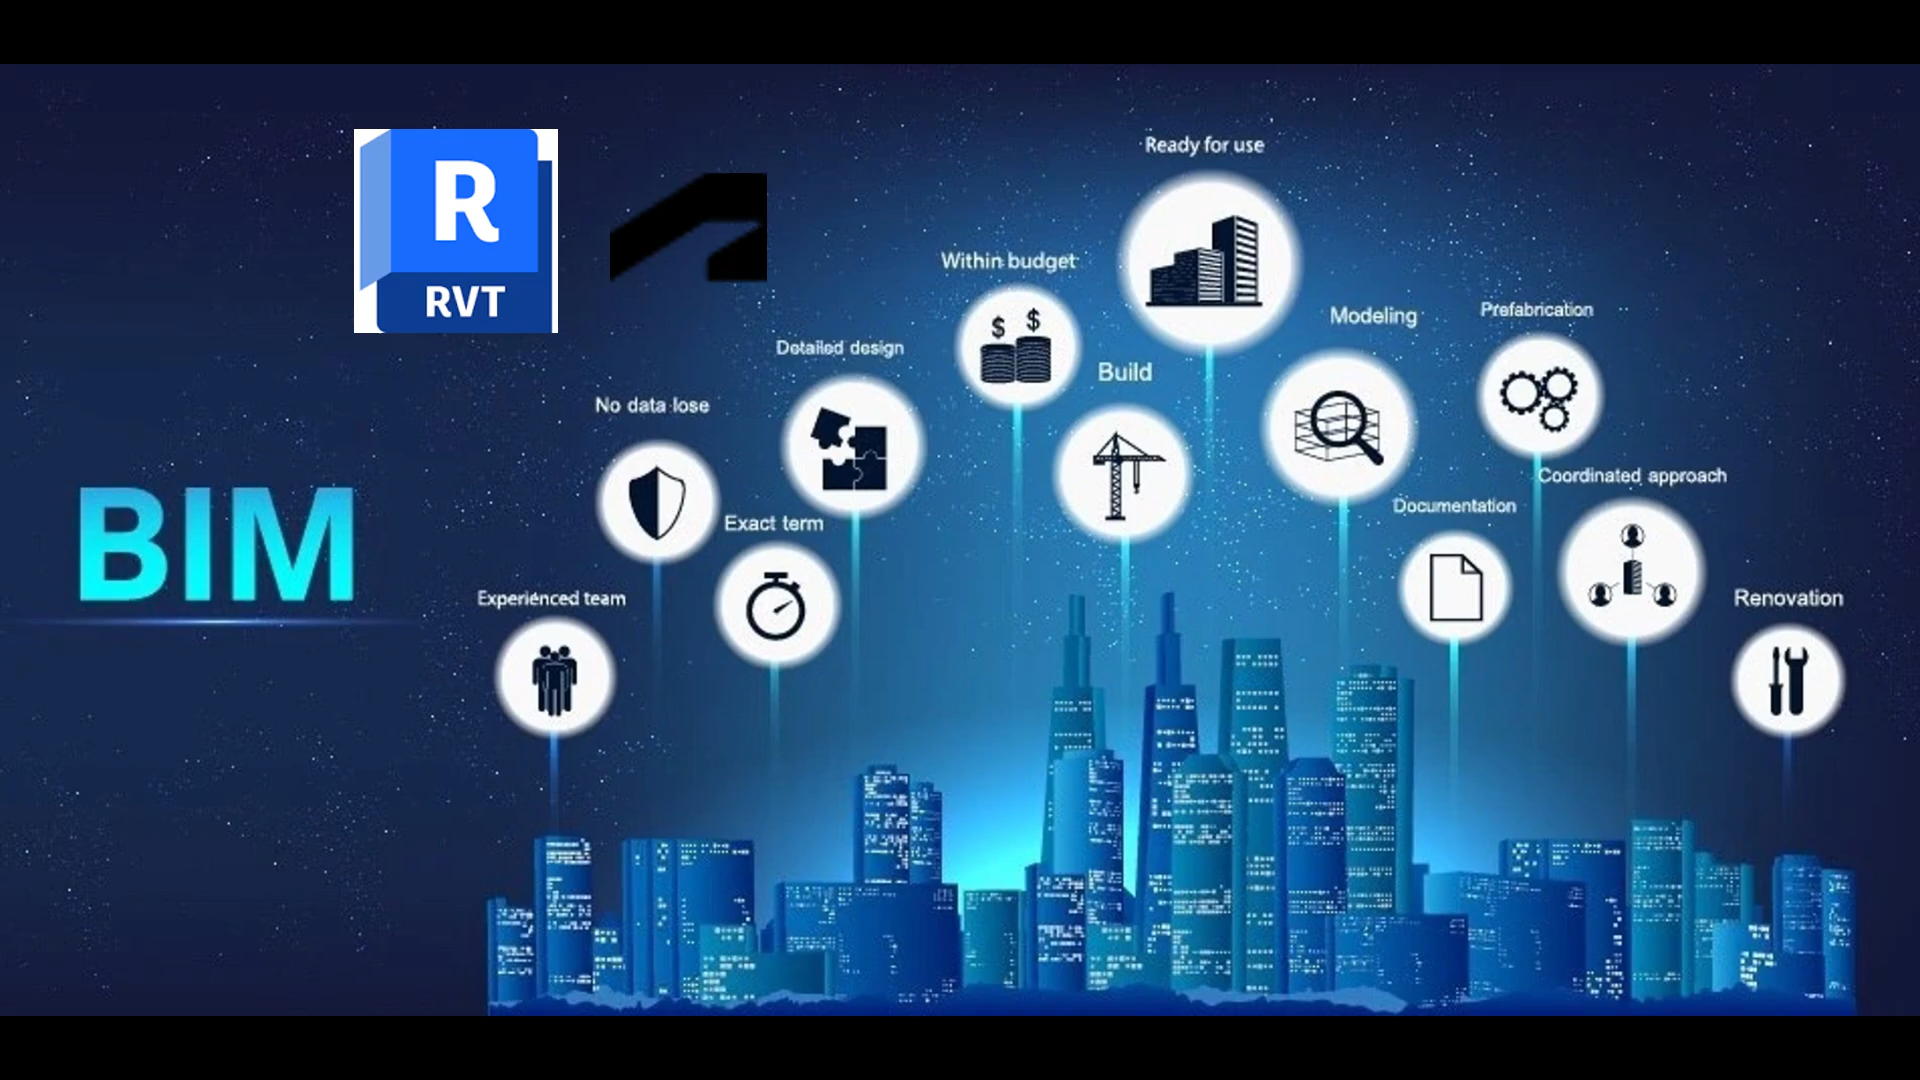 R
RVT
Ready for use
Within budget
Prefabrication
Modeling
Detailed design
Build
No data lose
Coordinated approach
Documentation
Exact term
BIM
Experienced team
Renovation
$ $